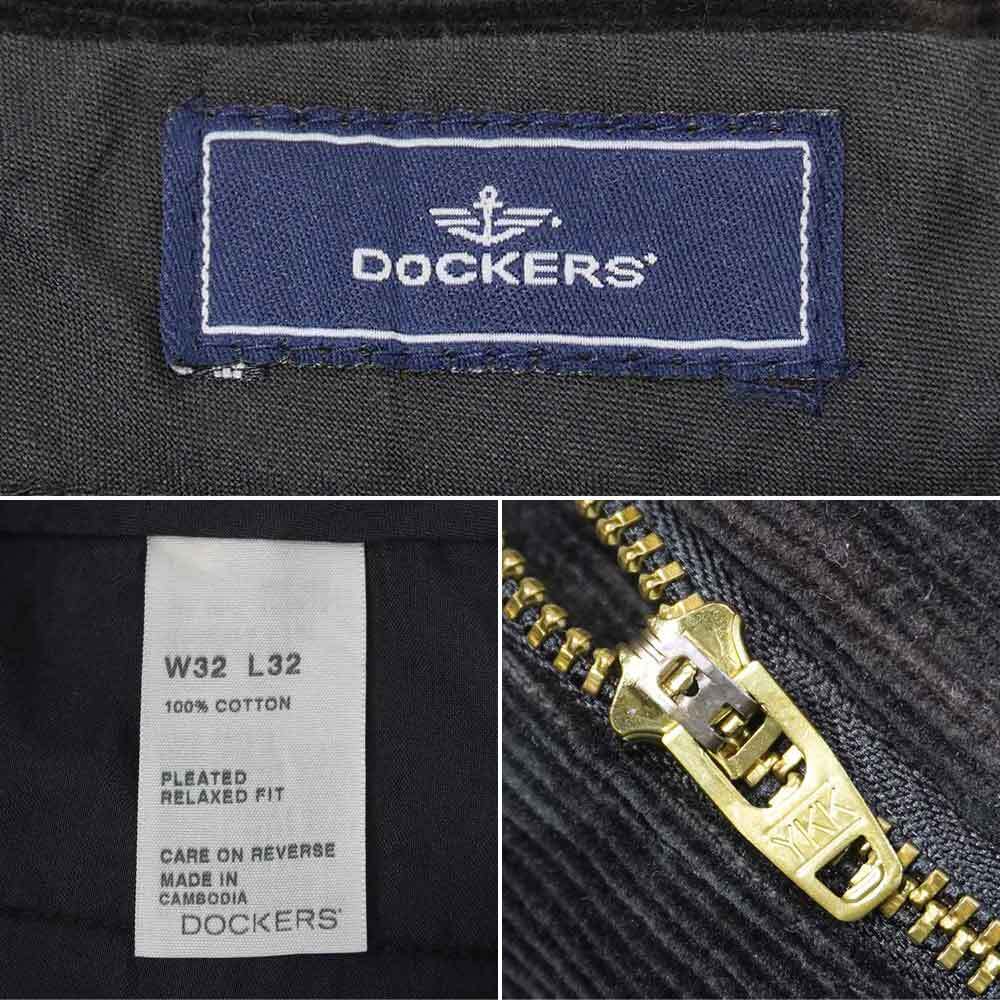 DOCKERS
W32 L32
100% COTTON
PLEATED
RELAXED FIT
CARE ON REVERSE
MADE IN
CAMBODIA
DOCKERS
YKK